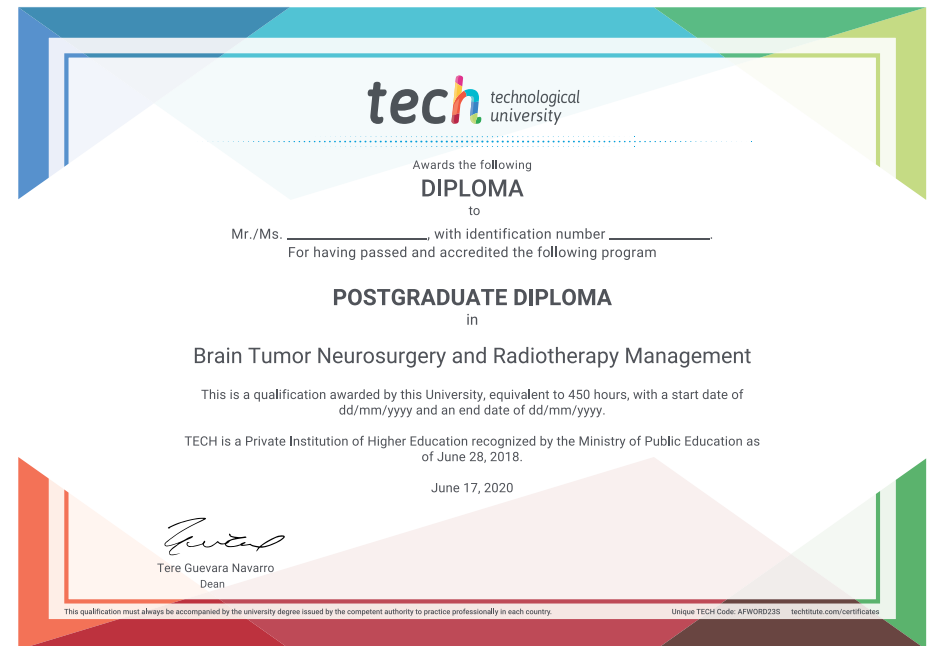 tech technological
university
Awards the following
DIPLOMA
to
Mr./Ms. ________________, with identification number ____________.
For having passed and accredited the following program
POSTGRADUATE DIPLOMA
in
Brain Tumor Neurosurgery and Radiotherapy Management
This is a qualification awarded by this University, equivalent to 450 hours, with a start date of
dd/mm/yyyy and an end date of dd/mm/yyyy.
TECH is a Private Institution of Higher Education recognized by the Ministry of Public Education as
of June 28, 2018.
June 17, 2020
Tere Guevara Navarro
Dean
This qualification must always be accompanied by the university degree issued by the competent authority to practice professionally in each country.
Unique TECH Code: AFWORD23S techtitute.com/certificates